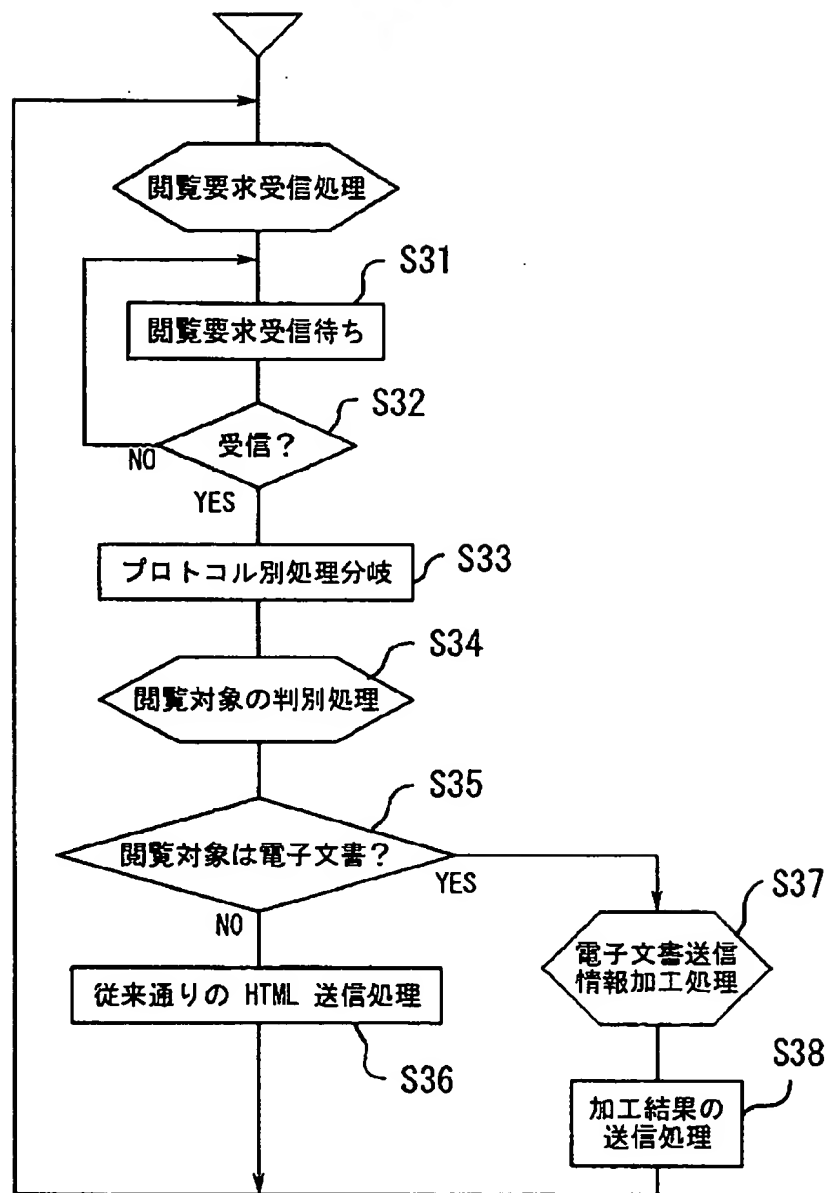 閲覧要求受信処理
S31
閲覧要求受信待ち
S32
受信?
NO
YES
プロトコル別処理分岐
S33
S34
閲覧対象の判別処理
S35
閲覧対象は電子文書?
YES
NO
S37
電子文書送信
情報加工処理
従来通りの HTML 送信処理
S36
S38
加工結果の
送信処理